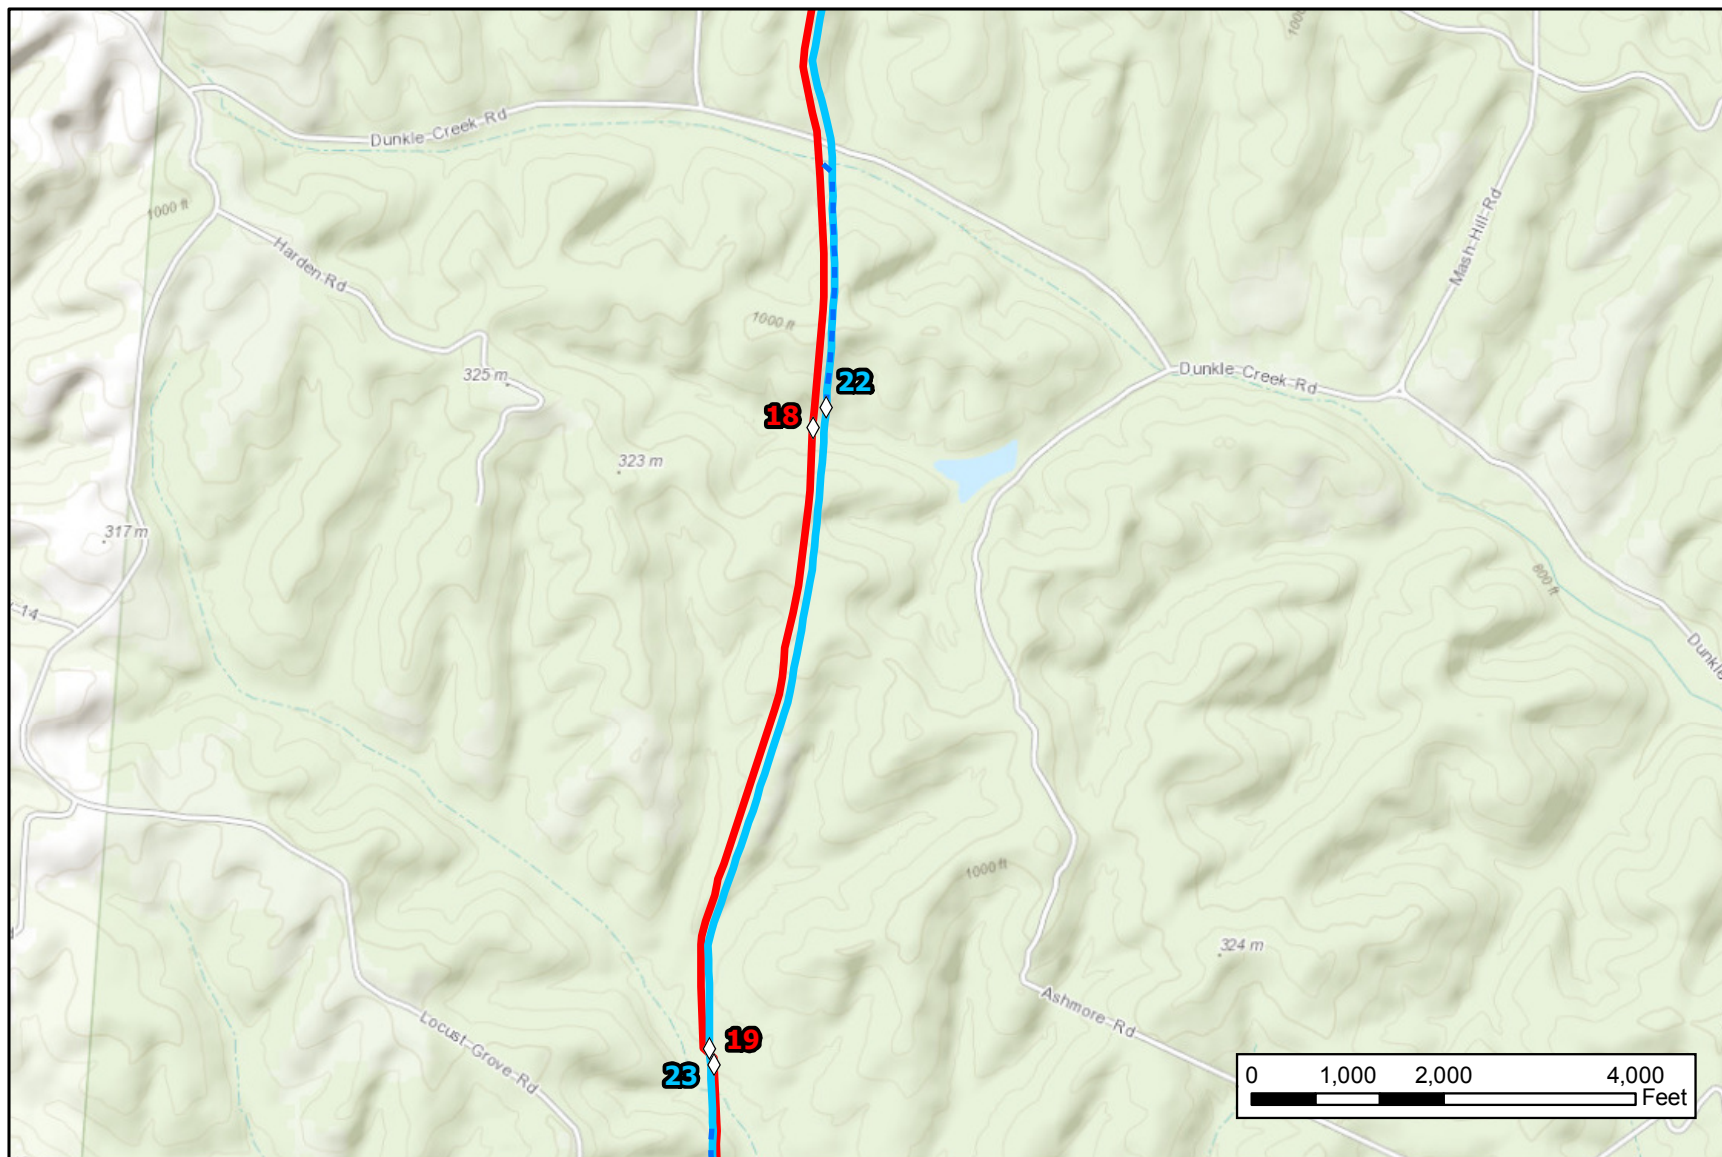 1000
Dunkle Creek Rd
1000 ft
Mash-Hill-Rd
Harden-Rd
1000 ft
325 m
22
Dunkle Creek Rd
18
323 m
317 m
800 ft
14
Dunkle
1000 ft
324 m
Ashmore-Rd
Locust-Grove-Rd
19
23
0 1,000 2,000 4,000
Feet